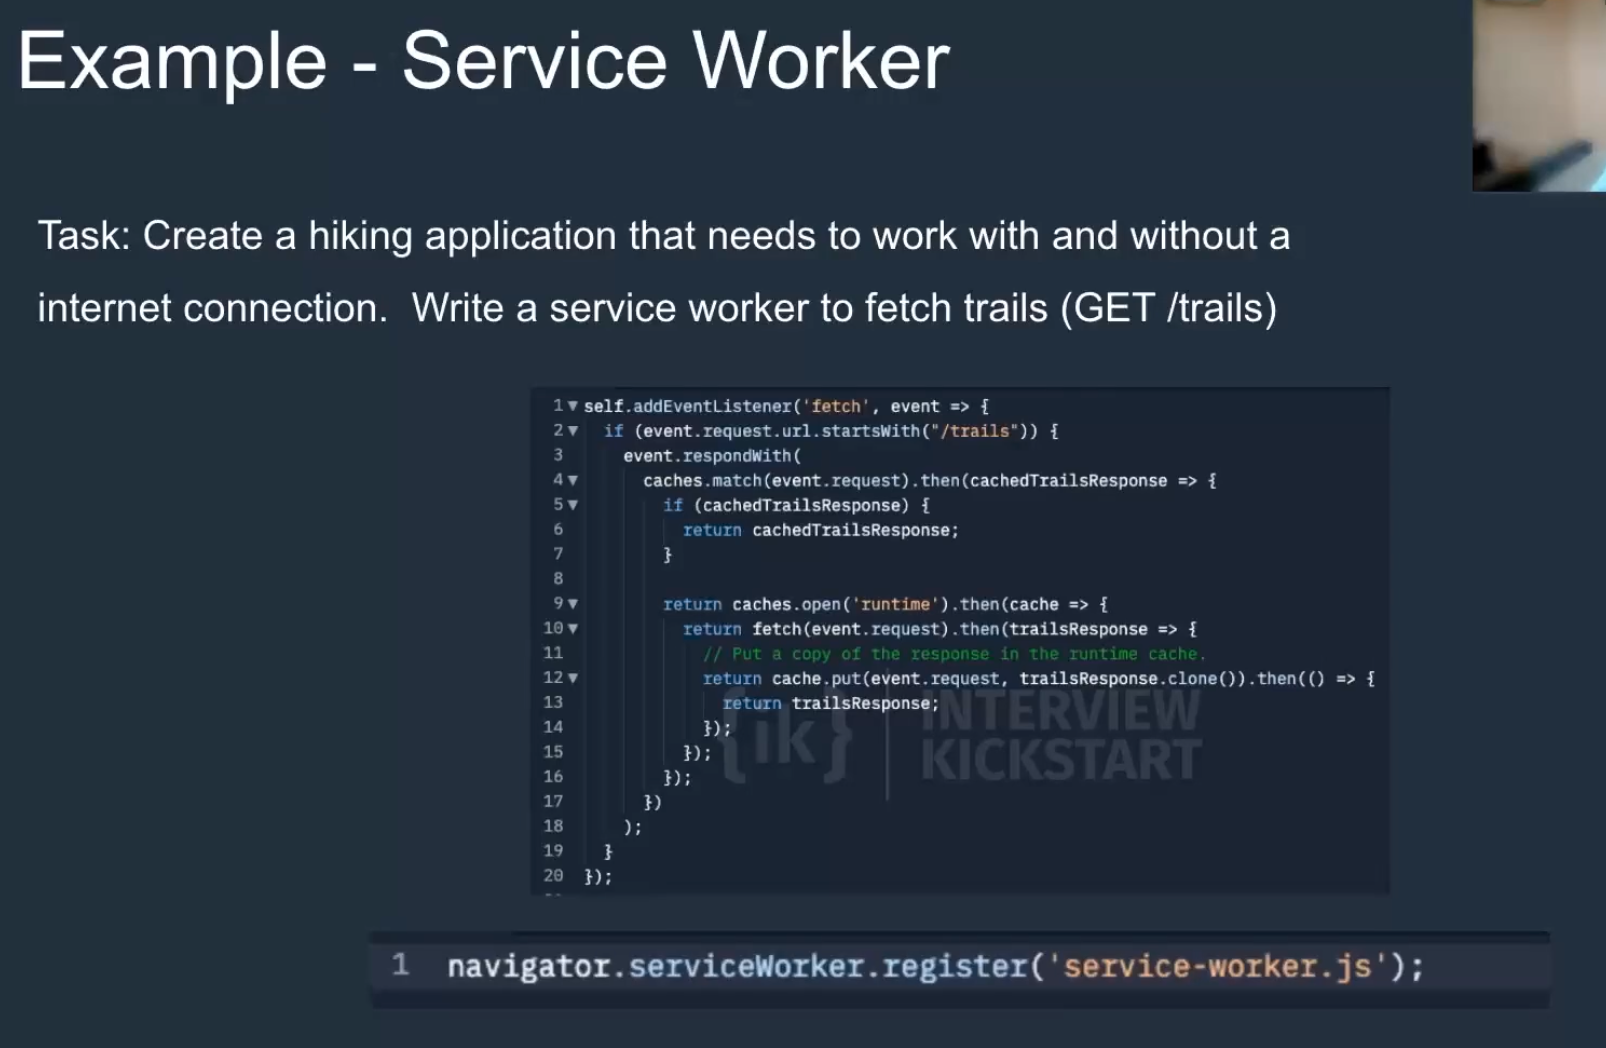 Example - Service Worker
Task: Create a hiking application that needs to work with and without a
internet connection.  Write a service worker to fetch trails (GET /trails)
1 self.addEventListener('fetch', event => {
2 if (event.request.url.startsWith("/trails")) {
3 event.respondWith(
4 caches.match(event.request).then(cachedTrailsResponse => {
5 if (cachedTrailsResponse) {
6 return cachedTrailsResponse;
7 }
8
9 return caches.open('runtime').then(cache => {
10 return fetch(event.request).then(trailsResponse => {
11 // Put a copy of the response in the runtime cache.
12 return cache.put(event.request, trailsResponse.clone()).then(() => {
13 return trailsResponse;
14 });
15 });
16 });
17 })
18 );
19 }
20 });
{ik} INTERVIEW
KICKSTART
1 navigator.serviceWorker.register('service-worker.js');